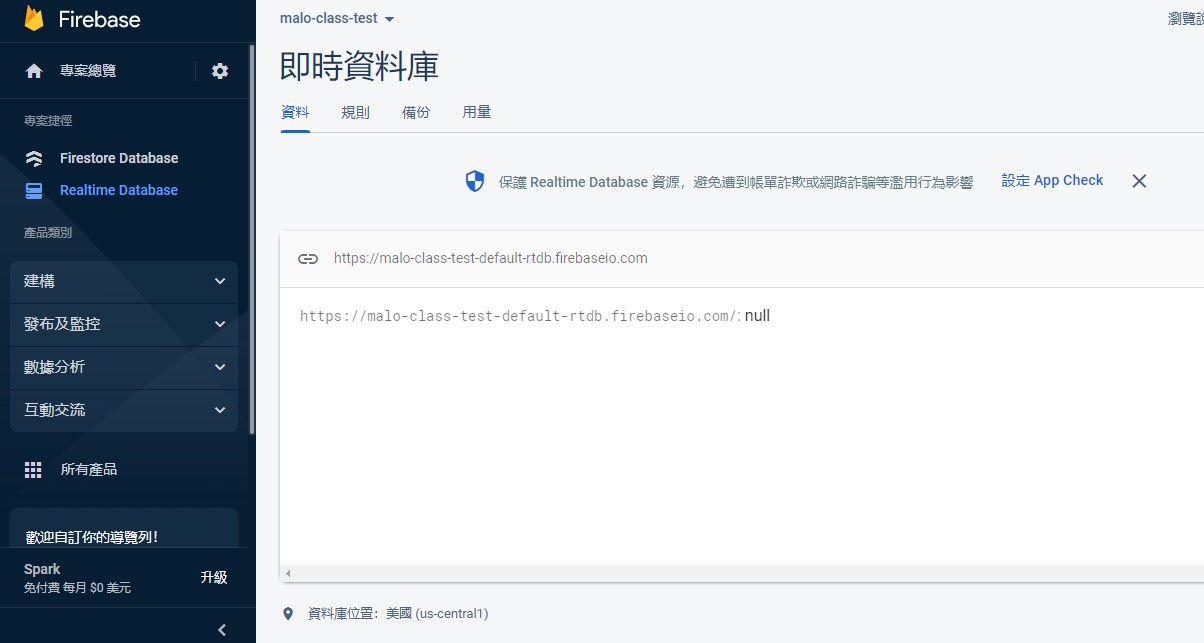 Firebase
專案總覽
專案捷徑
Firestore Database
Realtime Database
產品類別
建構
發布及監控
數據分析
互動交流
所有產品
歡迎自訂你的導覽列！
Spark
免付費 每月 $0 美元
升級
malo-class-test
瀏覽
即時資料庫
資料 規則 備份 用量
保護 Realtime Database 資源，避免遭到帳單詐欺或網路詐騙等濫用行為影響 設定 App Check
https://malo-class-test-default-rtdb.firebaseio.com
https://malo-class-test-default-rtdb.firebaseio.com/: null
資料庫位置： 美國 (us-central1)